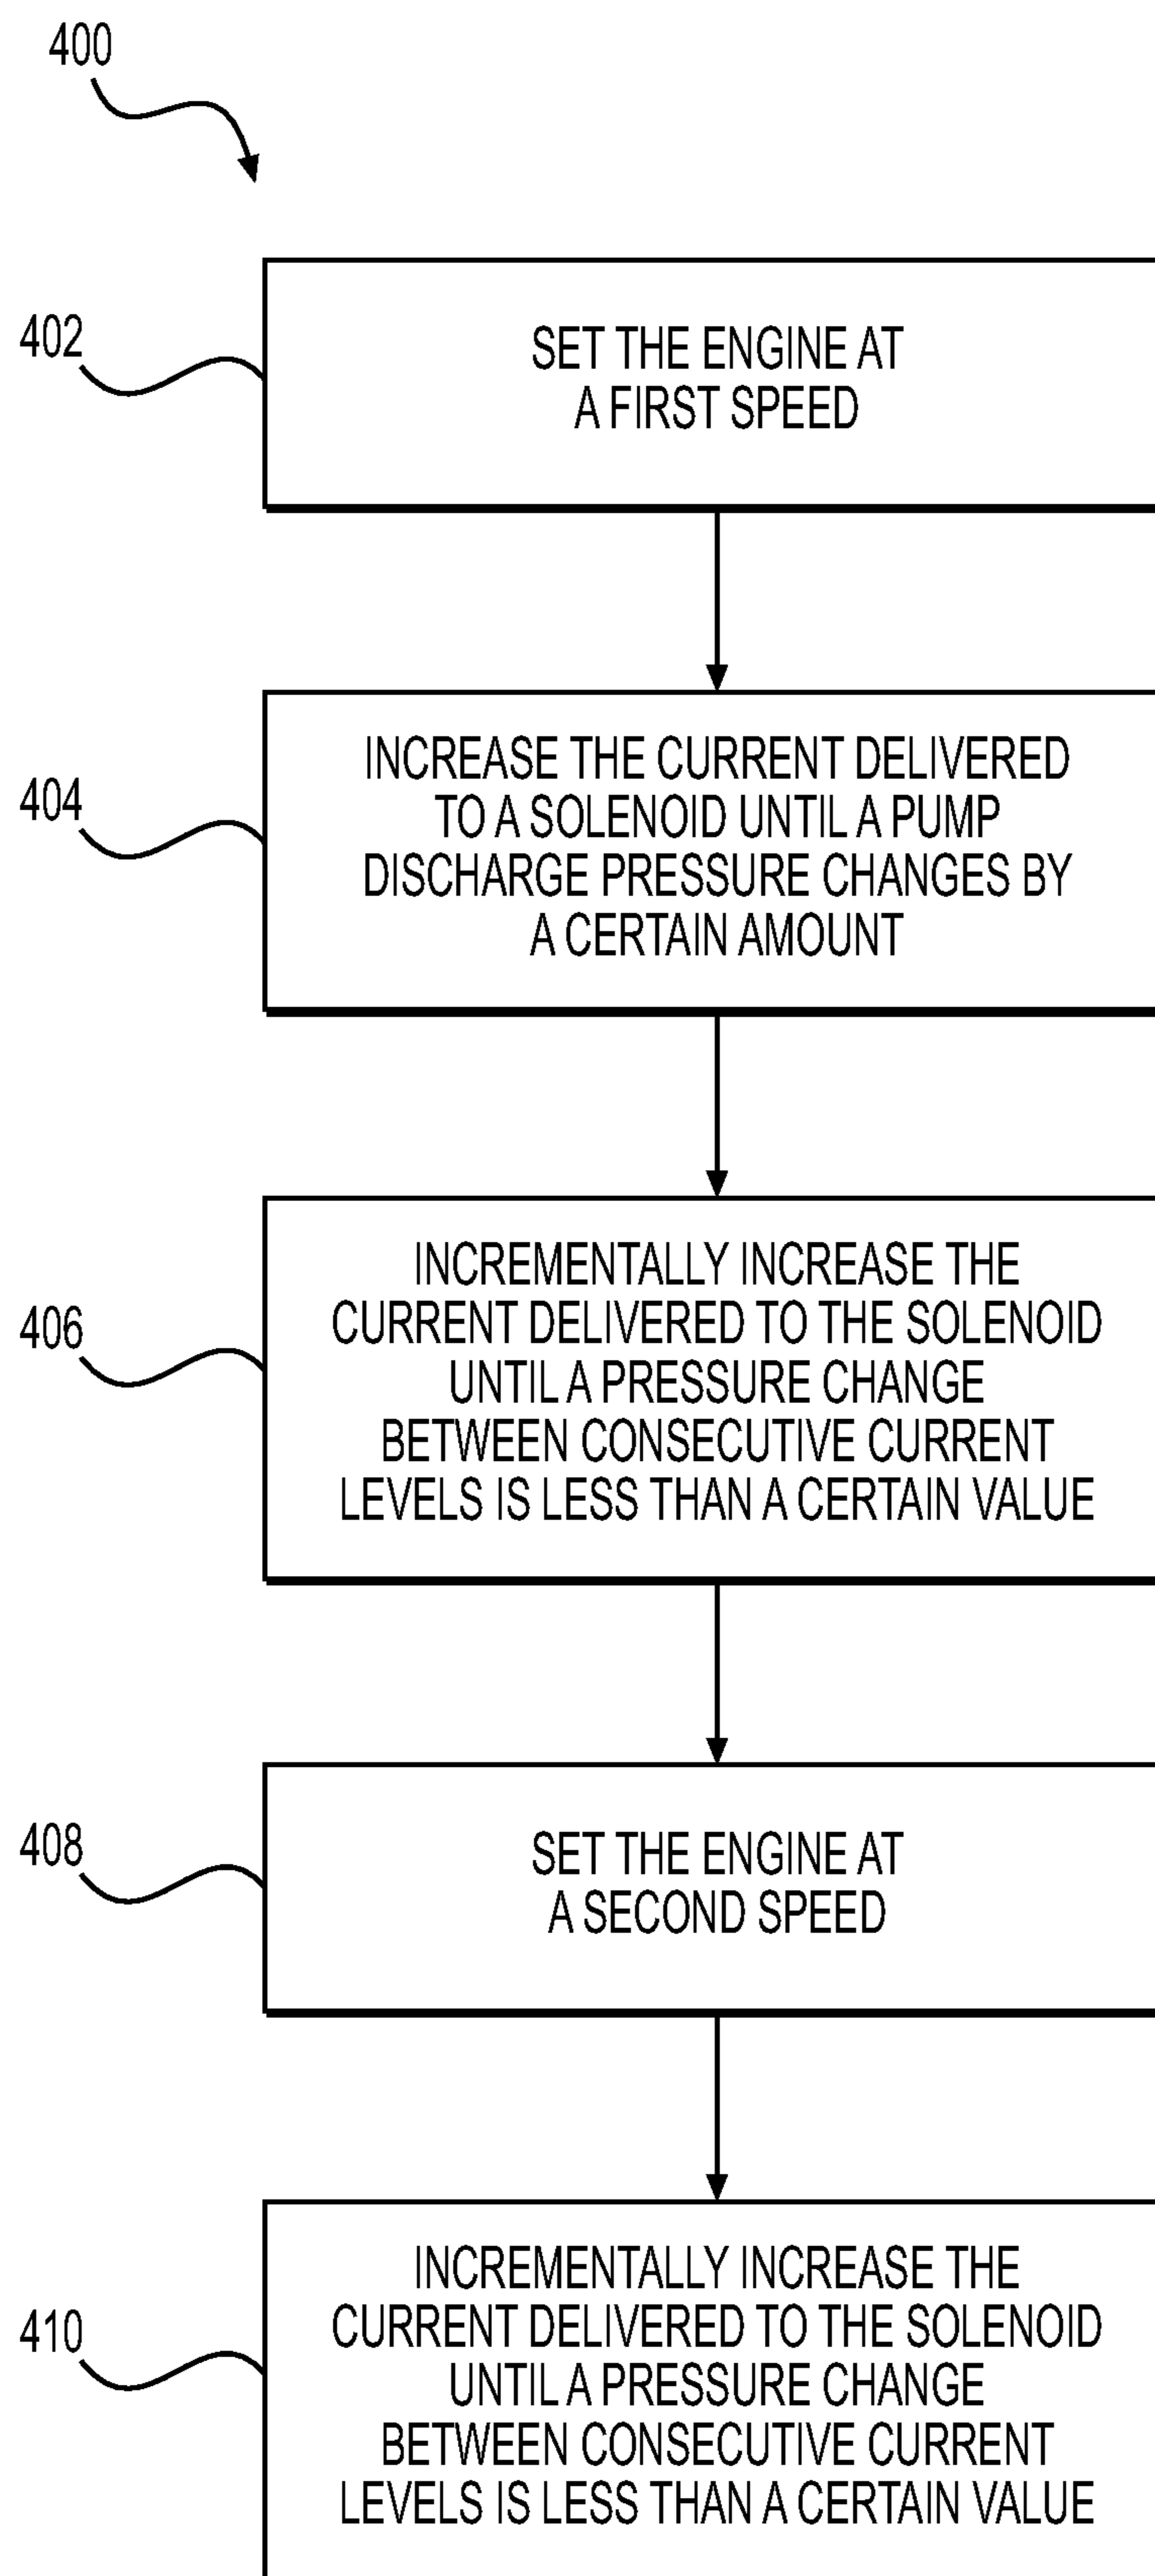 400
402
SET THE ENGINE AT
A FIRST SPEED
404
INCREASE THE CURRENT DELIVERED
TO A SOLENOID UNTIL A PUMP
DISCHARGE PRESSURE CHANGES BY
A CERTAIN AMOUNT
406
INCREMENTALLY INCREASE THE
CURRENT DELIVERED TO THE SOLENOID
UNTIL A PRESSURE CHANGE
BETWEEN CONSECUTIVE CURRENT
LEVELS IS LESS THAN A CERTAIN VALUE
408
SET THE ENGINE AT
A SECOND SPEED
410
INCREMENTALLY INCREASE THE
CURRENT DELIVERED TO THE SOLENOID
UNTIL A PRESSURE CHANGE
BETWEEN CONSECUTIVE CURRENT
LEVELS IS LESS THAN A CERTAIN VALUE